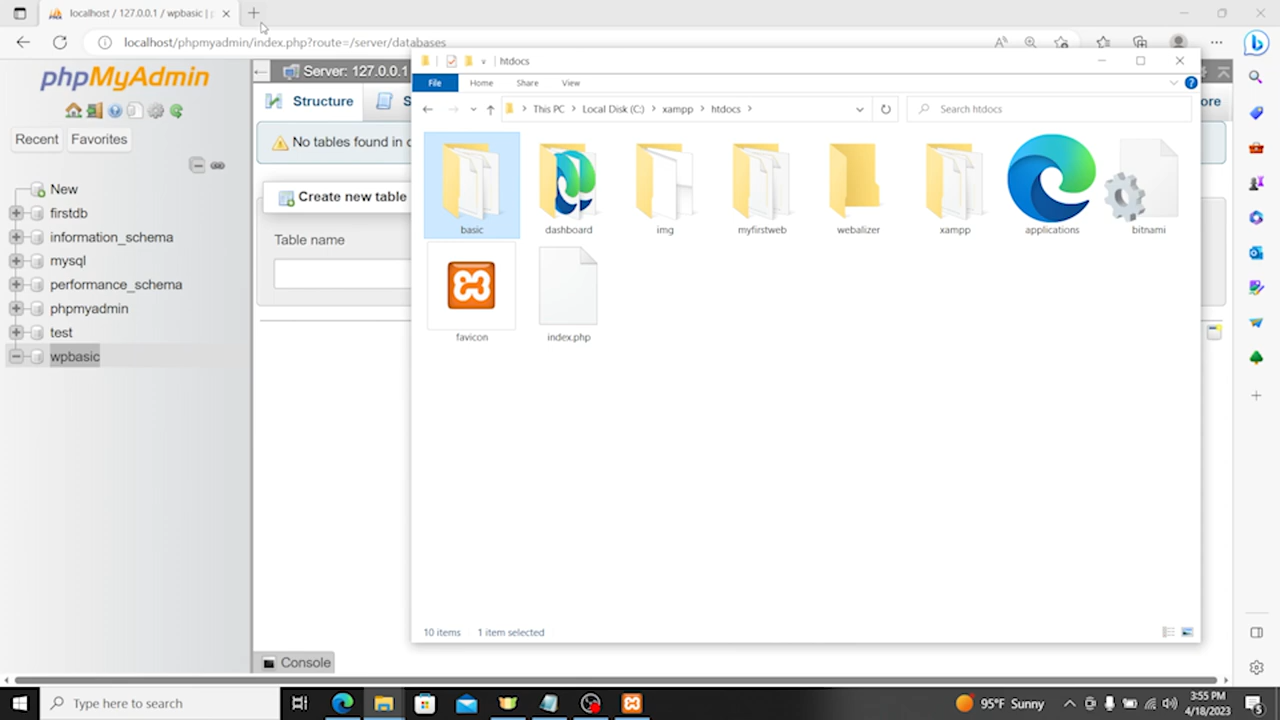 localhost / 127.0.0.1 / wpbasic |
localhost/phpmyadmin/index.php?route=/server/databases
htdocs
phpMyAdmin
Server: 127.0.0.1
File
Home
Share
View
This PC
Local Disk (C:)
xampp
htdocs
Search htdocs
Recent
Favorites
Structure
ore
No tables found in
New
firstdb
information_schema
mysql
performance_schema
phpmyadmin
test
wpbasic
Create new table
Table name
basic
dashboard
img
myfirstweb
webalizer
xampp
applications
bitnami
favicon
index.php
10 items
1 item selected
Console
Type here to search
95°F Sunny
3:55 PM
4/18/2023
5